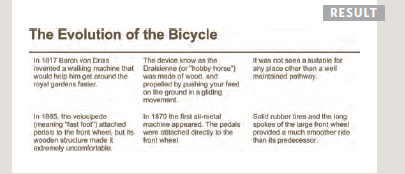 RESULT
The Evolution of the Bicycle
In 1817 Baron von Drais
invented a walking machine that
would help him get around the
royal gardens faster.
The device know as the
Draisienne (or "hobby horse")
was made of wood, and
propelled by pushing your feed
on the ground in a gliding
movement.
It was not seen a suitable for
any place other than a well
maintained pathway.
In 1865, the velocipede
(meaning "fast foot") attached
pedals to the front wheel, but its
wooden structure made it
extremely uncomfortable.
In 1870 the first all-metal
machine appeared. The pedals
were atttached directly to the
front wheel.
Solid rubber tires and the long
spokes of the large front wheel
provided a much smoother ride
than its predecessor.